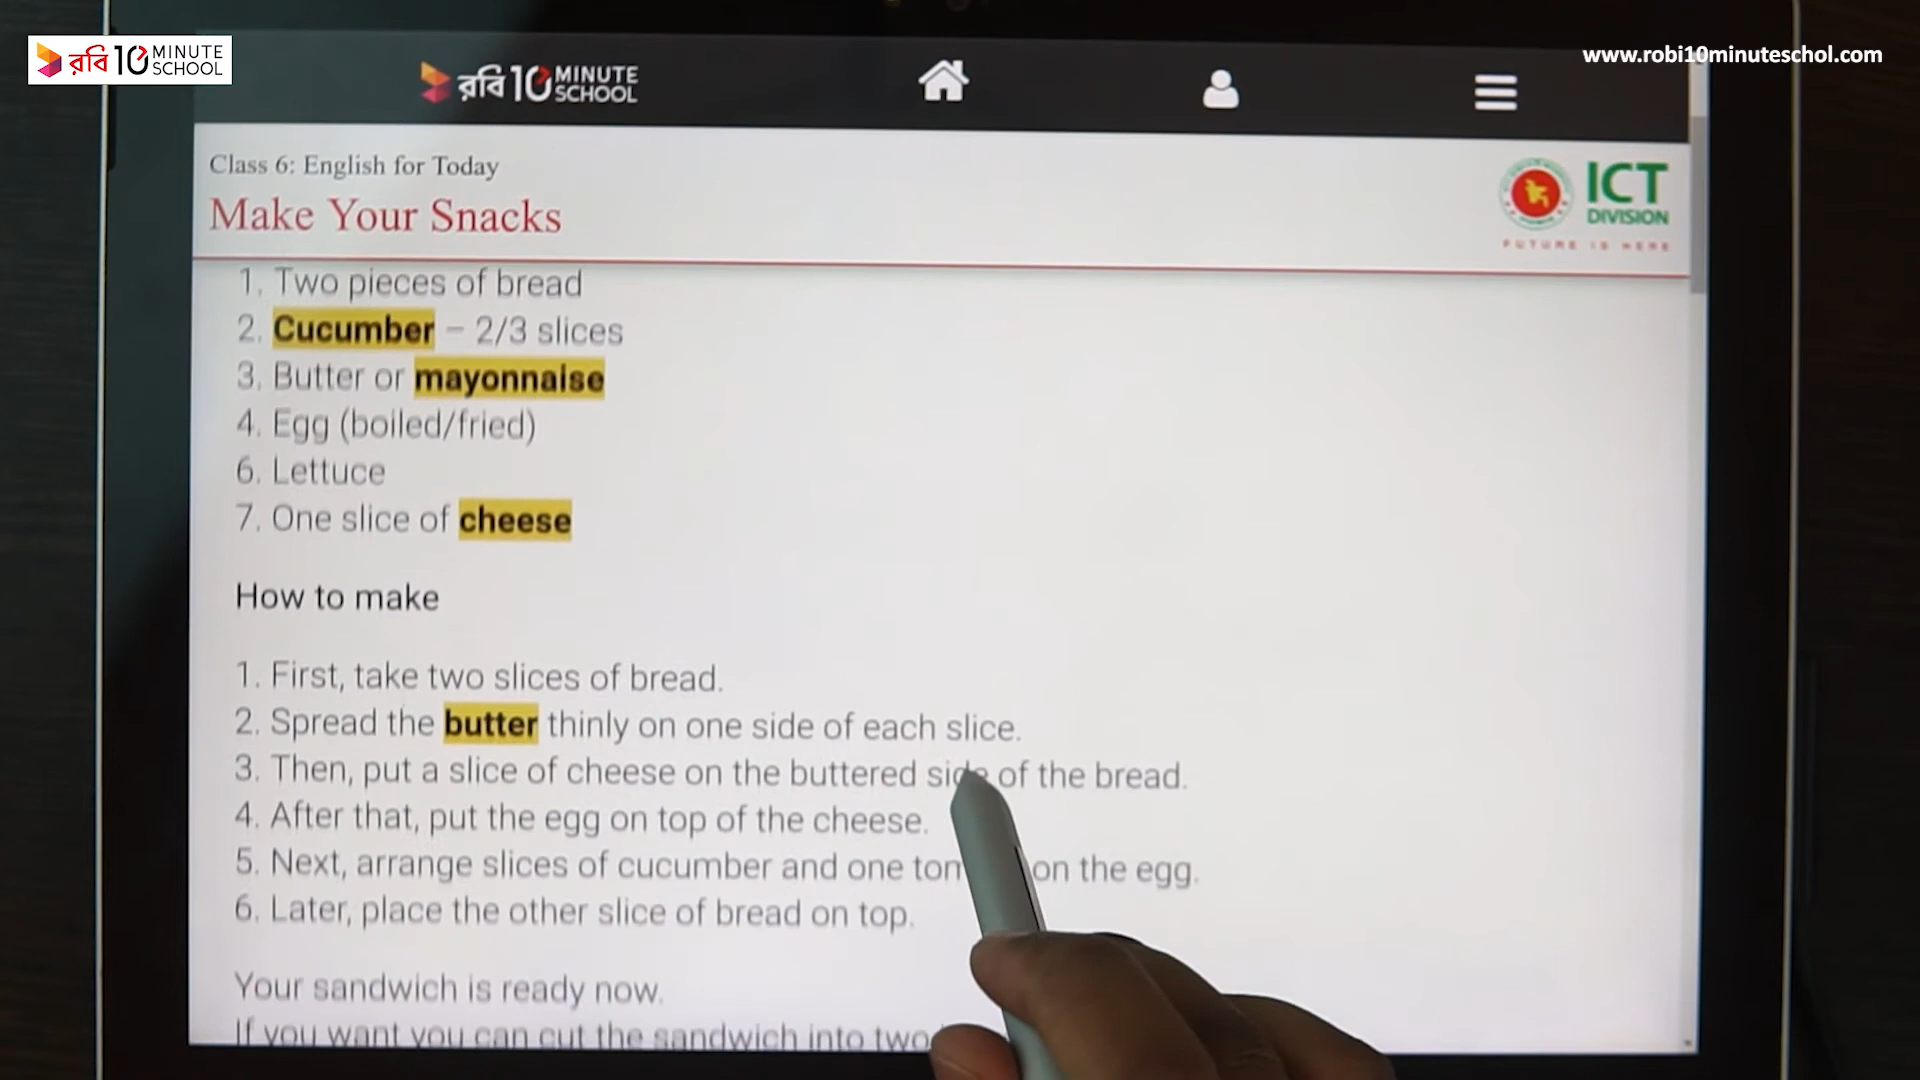 রবি 10 MINUTE SCHOOL
www.robi10minuteschol.com
রবি 10 MINUTE SCHOOL
Class 6: English for Today
Make Your Snacks
ICT
DIVISION
FUTURE IS HERE
1. Two pieces of bread
2. Cucumber – 2/3 slices
3. Butter or mayonnaise
4. Egg (boiled/fried)
6. Lettuce
7. One slice of cheese
How to make
1. First, take two slices of bread.
2. Spread the butter thinly on one side of each slice.
3. Then, put a slice of cheese on the buttered side of the bread.
4. After that, put the egg on top of the cheese.
5. Next, arrange slices of cucumber and one tom on the egg.
6. Later, place the other slice of bread on top.
Your sandwich is ready now.
If you want you can cut the sandwich into two